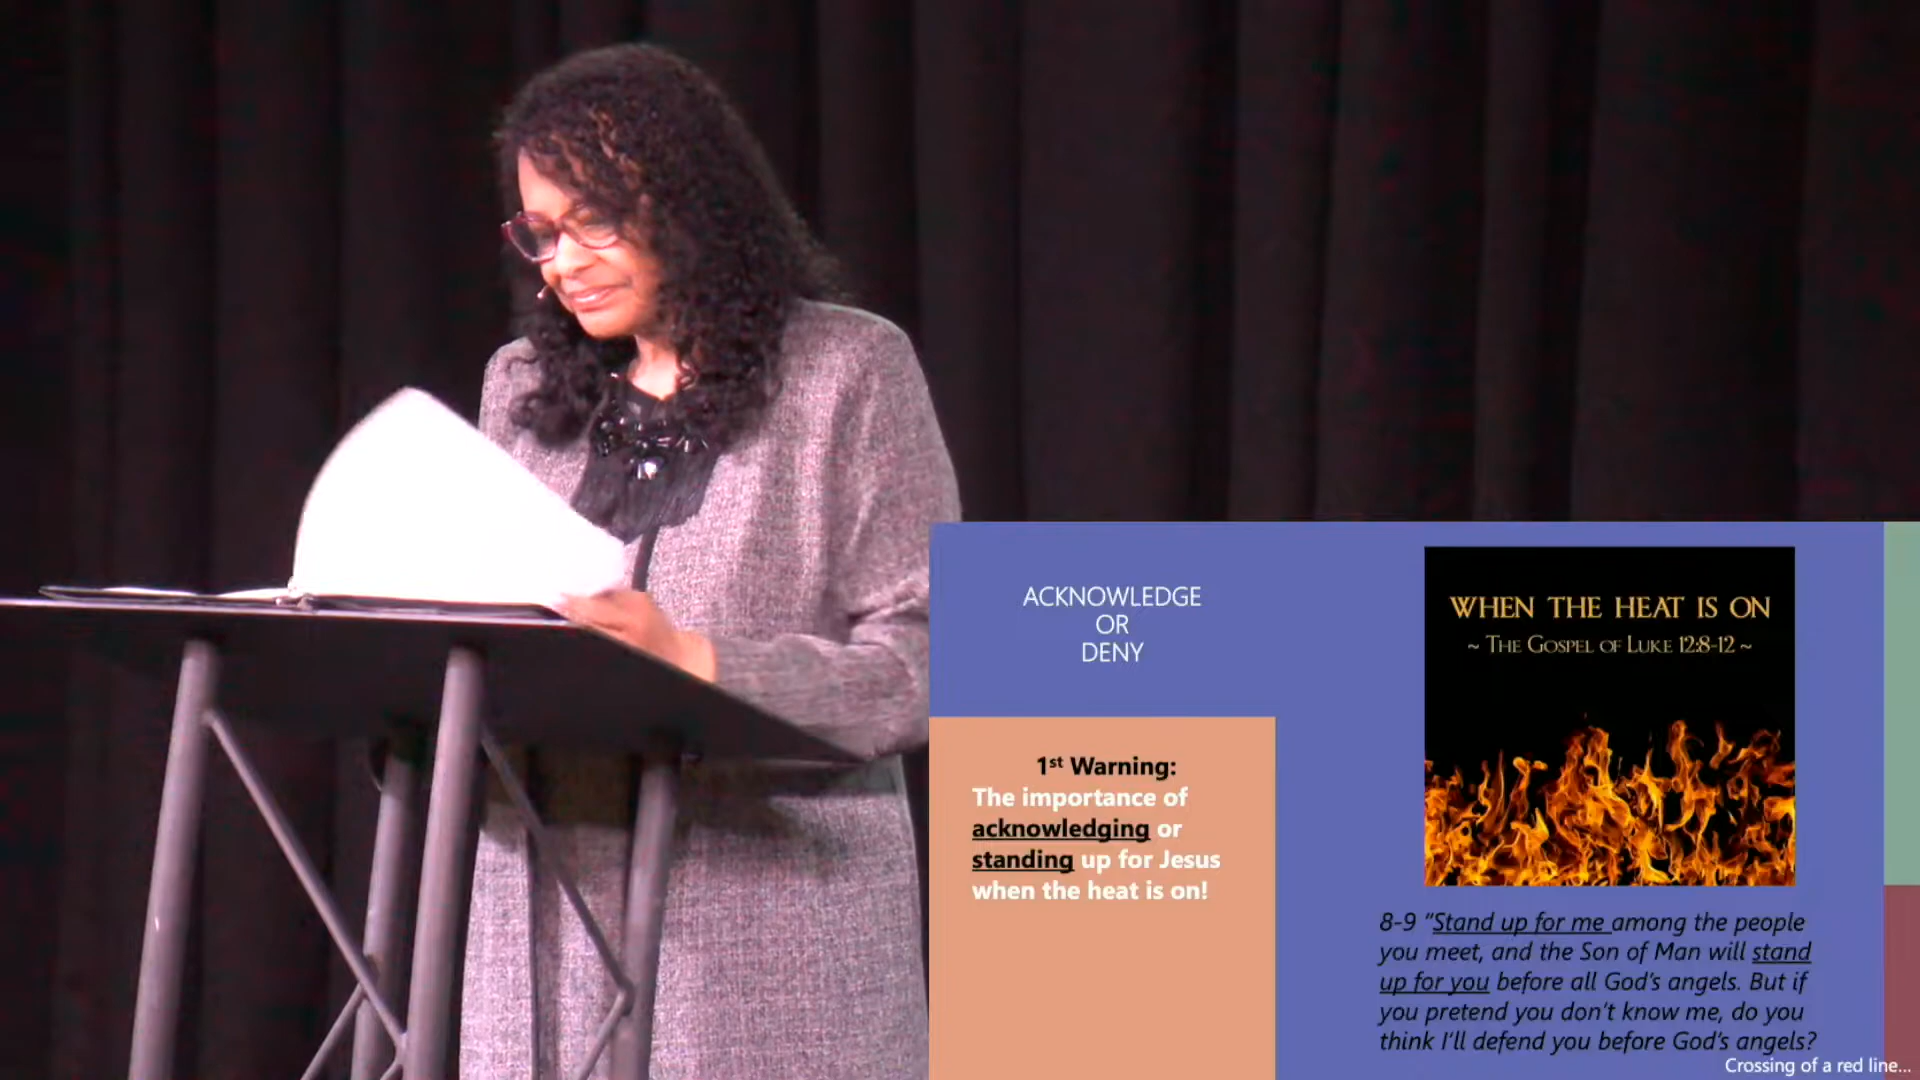 ACKNOWLEDGE
OR
DENY
1st Warning:
The importance of
acknowledging or
standing up for Jesus
when the heat is on!
WHEN THE HEAT IS ON
~ THE GOSPEL OF LUKE 12:8-12 ~
8-9 "Stand up for me among the people
you meet, and the Son of Man will stand
up for you before all God's angels. But if
you pretend you don't know me, do you
think I'll defend you before God's angels?
Crossing of a red line...